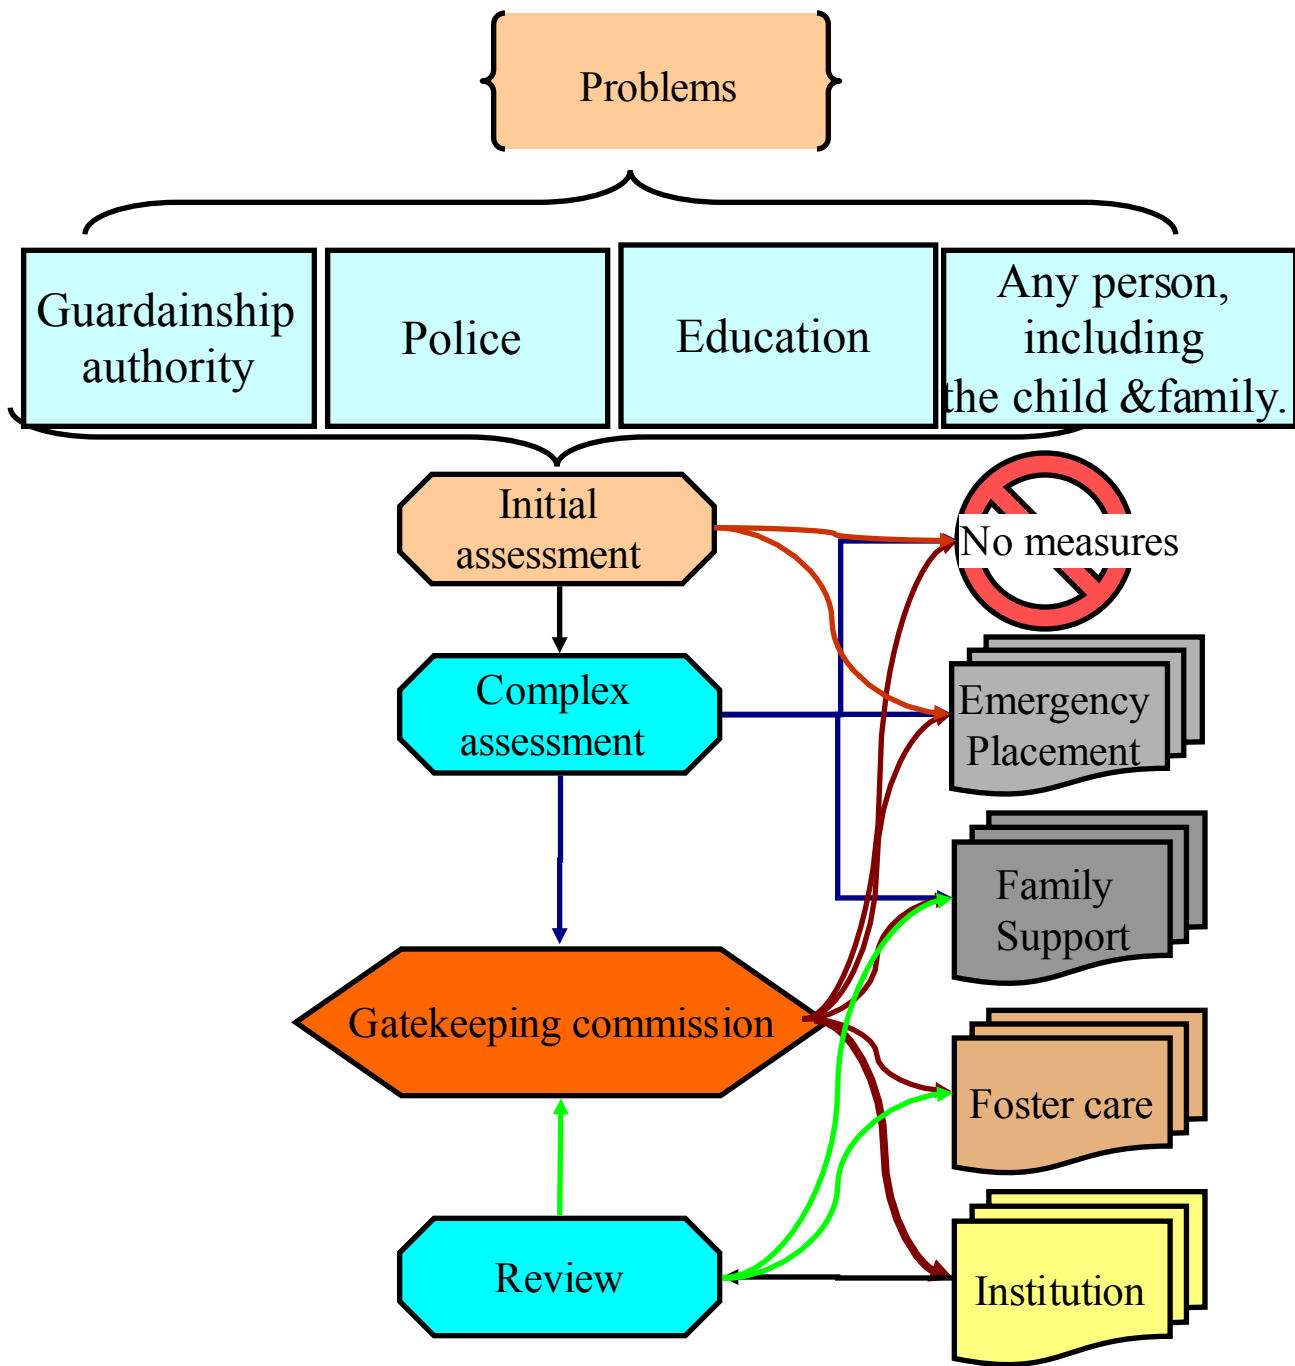 Problems
Guardainship
authority
Police
Education
Any person,
including
the child &family.
Initial
assessment
No measures
Complex
assessment
Emergency
Placement
Family
Support
Gatekeeping commission
Foster care
Review
Institution